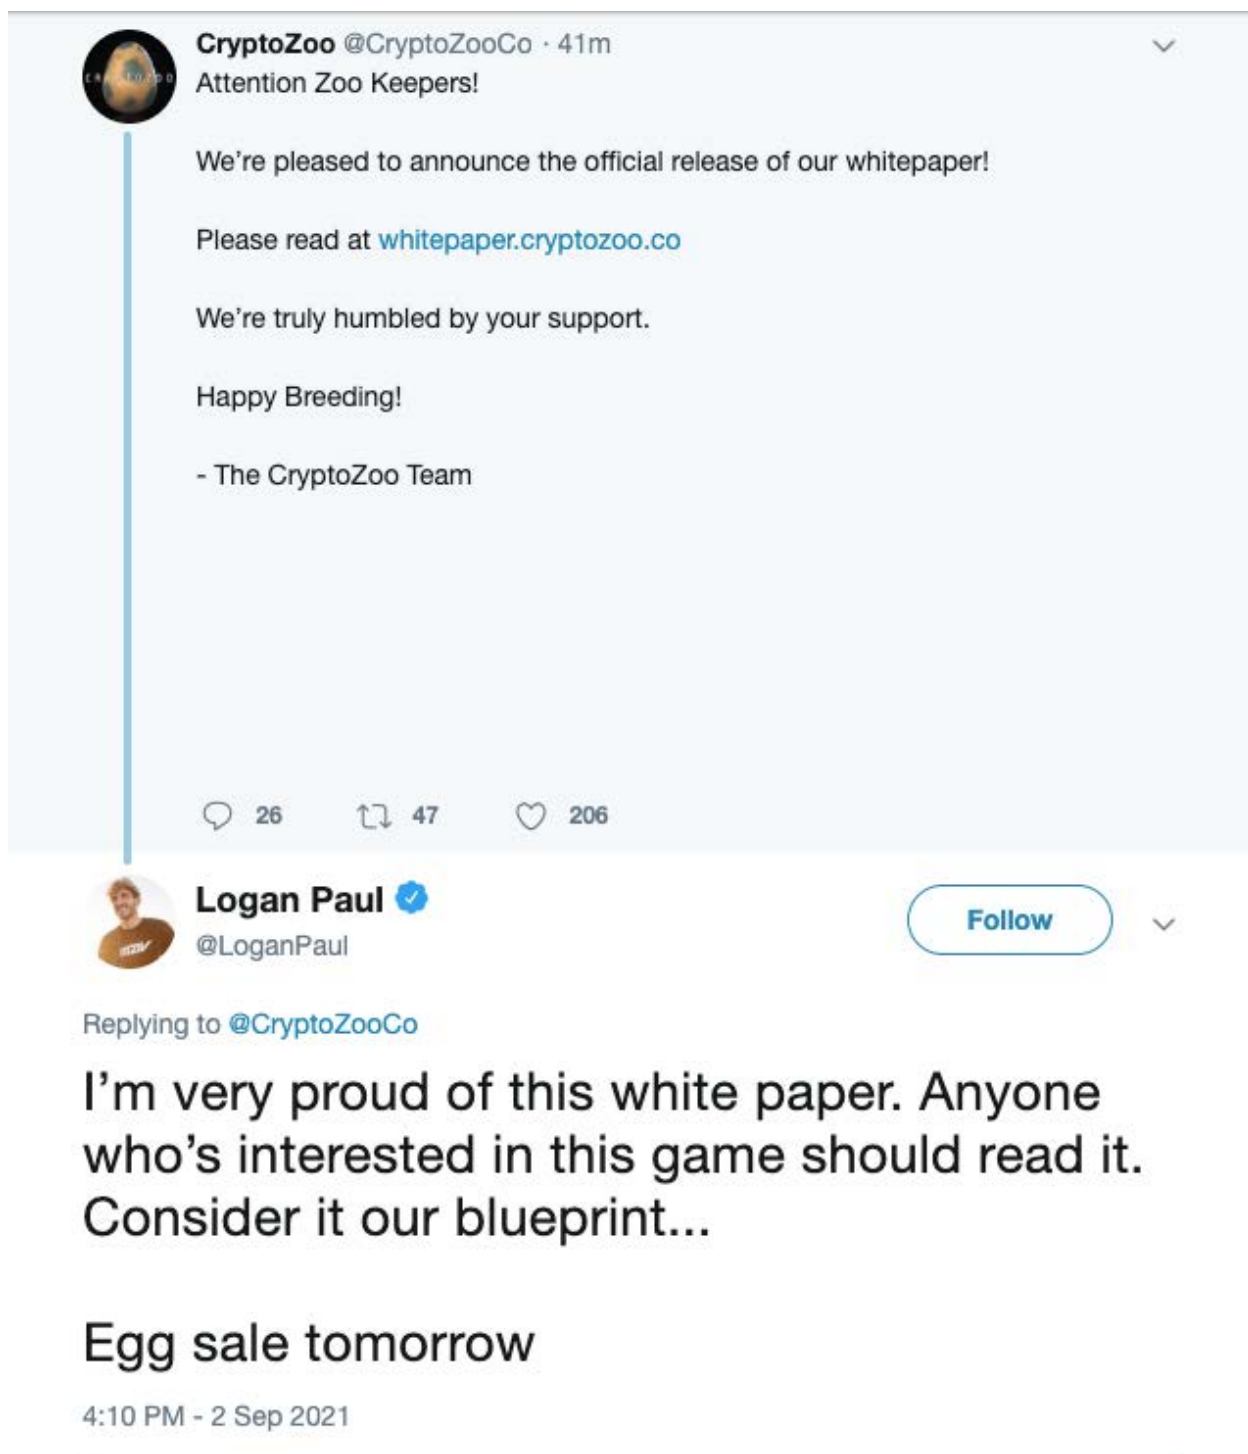 CryptoZoo @CryptoZooCo · 41m
Attention Zoo Keepers!
We’re pleased to announce the official release of our whitepaper!
Please read at whitepaper.cryptozoo.co
We’re truly humbled by your support.
Happy Breeding!
- The CryptoZoo Team
26 47 206
Logan Paul
@LoganPaul
Follow
Replying to @CryptoZooCo
I’m very proud of this white paper. Anyone
who’s interested in this game should read it.
Consider it our blueprint...
Egg sale tomorrow
4:10 PM - 2 Sep 2021